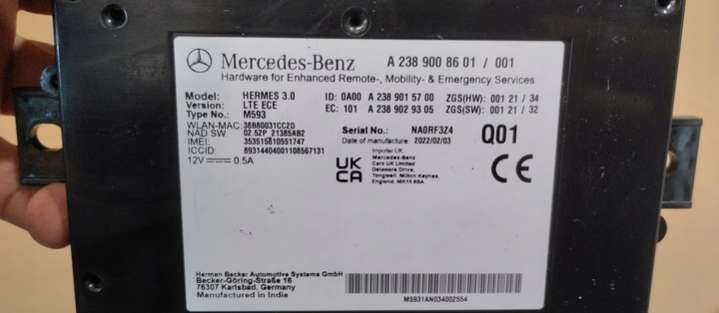 Mercedes-Benz A 238 900 86 01 / 001
Hardware for Enhanced Remote-, Mobility- & Emergency Services
Model: HERMES 3.0 ID: 0A00 A 238 901 57 00 ZGS(HW): 001 21 / 34
Version: LTE ECE EC: 101 A 238 902 93 05 ZGS(SW): 001 21 / 32
Type No.: M593
WLAN-MAC: 38B80031CC20
NAD SW: 02.52P_21385AB2 Serial No.: NA0RF3Z4 Q01
IMEI: 353515810551747 Date of manufacture: 2022/02/03
ICCID: 89314404001108567131
12V 0.5A
UK CA
Importer UK
Mercedes-Benz
Cars UK Limited
Delaware Drive,
Tongwell, Milton Keynes,
England, MK15 8BA
CE
Herman Becker Automotive Systems GmbH
Becker-Göring-Straße 16
76307 Karlsbad, Germany
Manufactured in India
M5931AN034002554